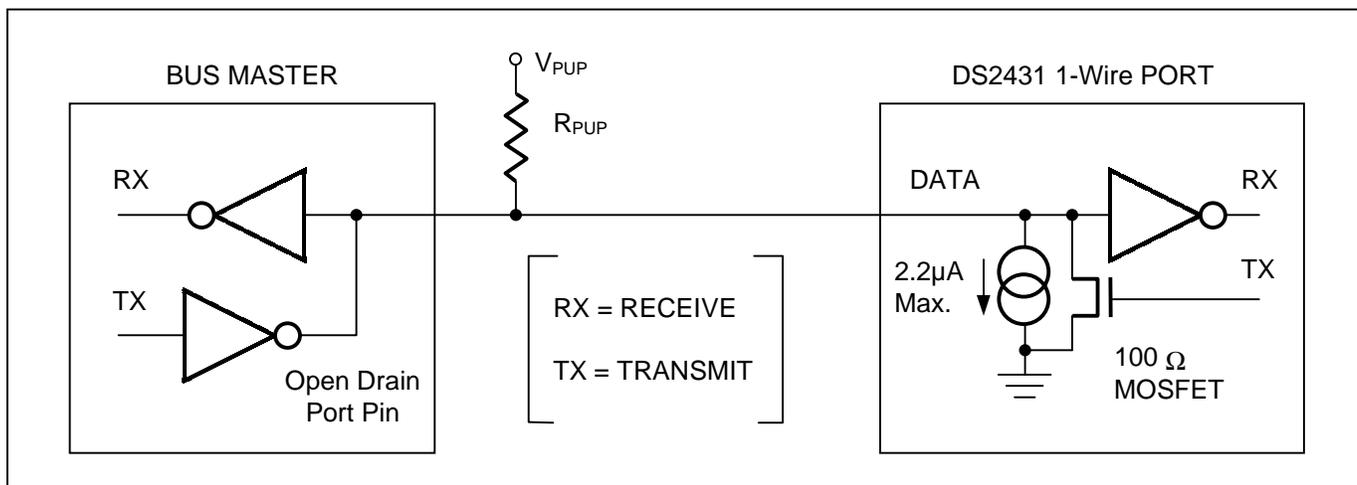 BUS MASTER
VPUP
DS2431 1-Wire PORT
RPUP
RX
DATA
RX
TX
2.2µA
Max.
TX
RX = RECEIVE
TX = TRANSMIT
Open Drain
Port Pin
100 Ω
MOSFET